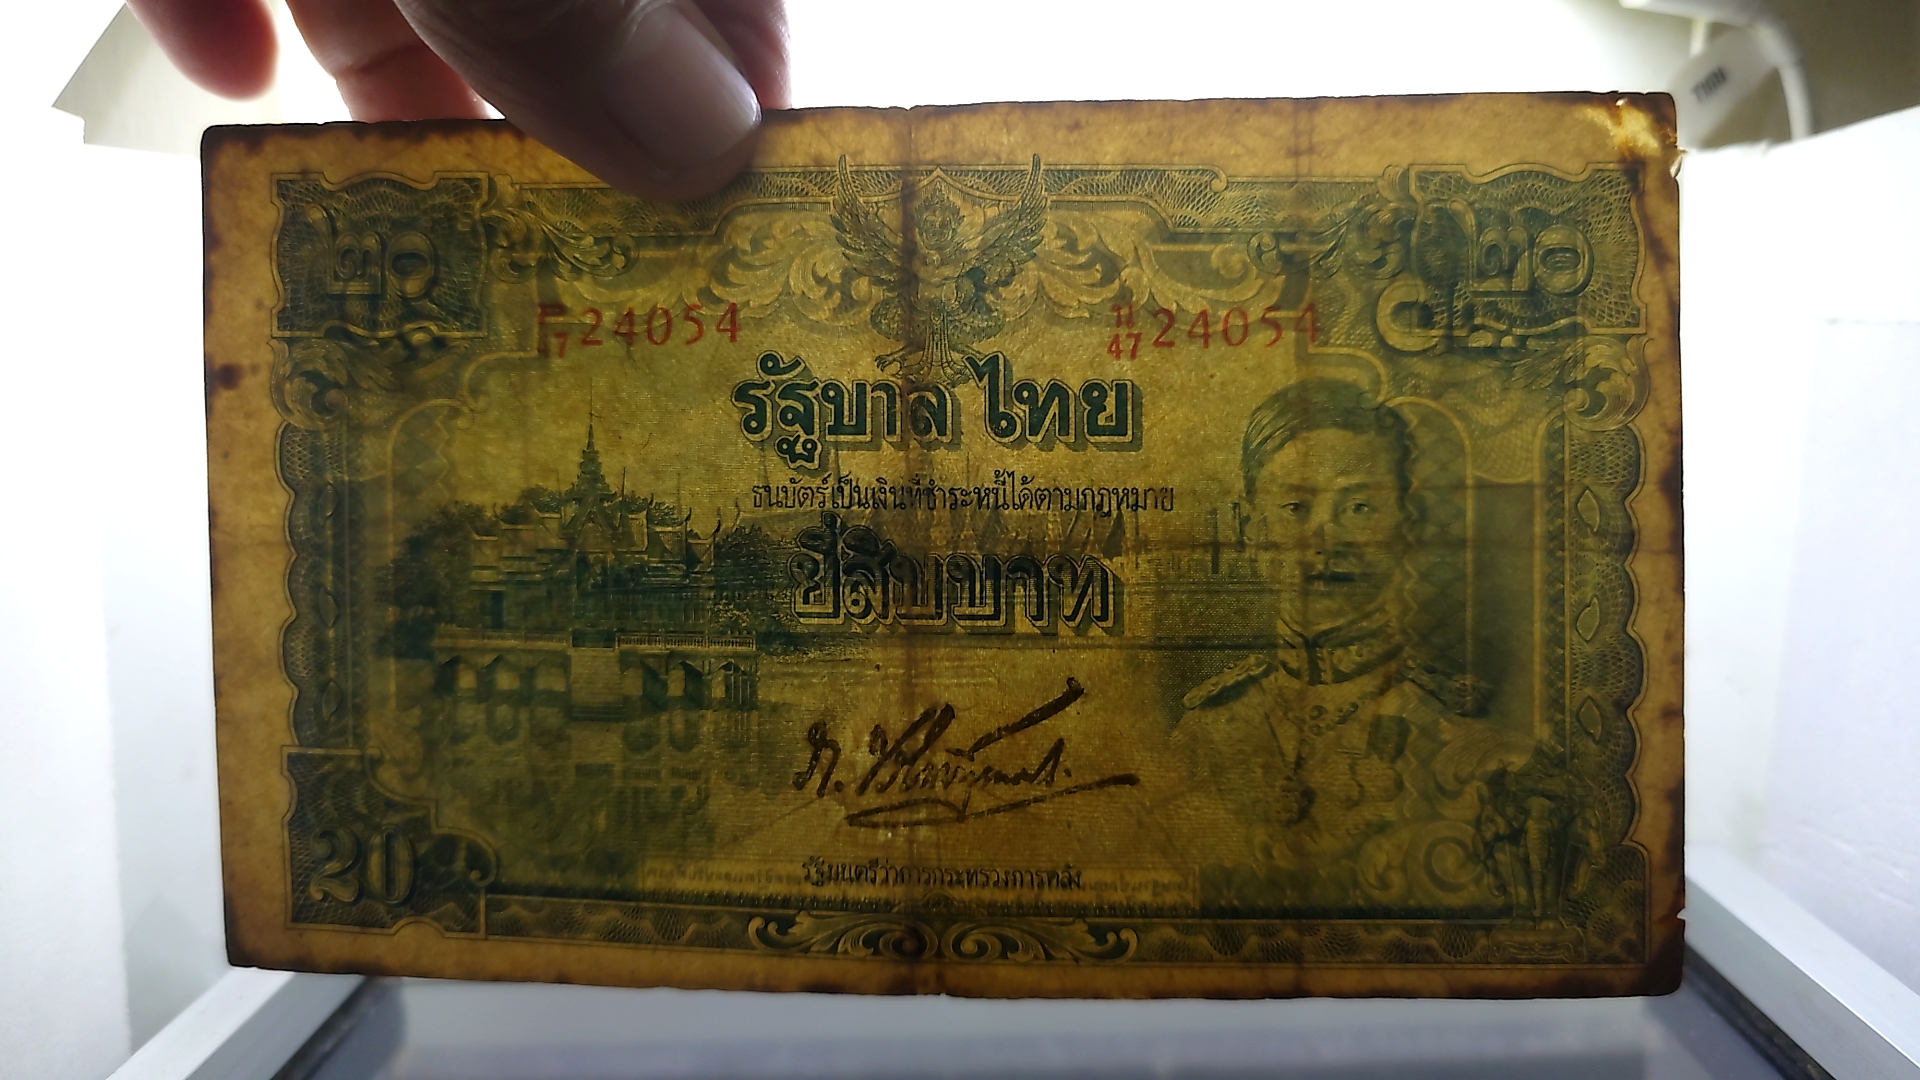 ๒๐ ๒๐
24054 น/47 24054
รัฐบาล ไทย
ธนบัตร์เป็นเงินที่ชำระหนี้ได้ตามกฎหมาย
ยี่สิบบาท
รัฐมนตรีว่าการกระทรวงการคลัง
20